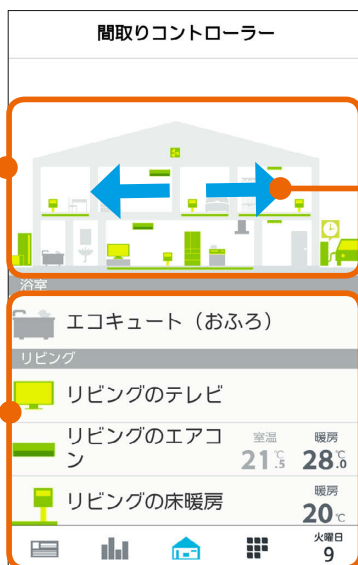 間取りコントローラー
浴室
エコキュート（おふろ）
リビング
リビングのテレビ
リビングのエアコン 室温 21.5℃ 暖房 28.0℃
リビングの床暖房 暖房 20℃
火曜日
9